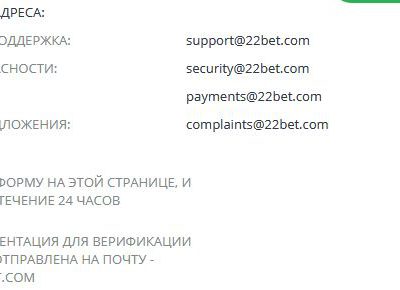 ДРЕСА:
ОДДЕРЖКА: support@22bet.com
СНОСТИ: security@22bet.com
payments@22bet.com
ДЛОЖЕНИЯ: complaints@22bet.com
ФОРМУ НА ЭТОЙ СТРАНИЦЕ, И
ТЕЧЕНИЕ 24 ЧАСОВ
ЕНТАЦИЯ ДЛЯ ВЕРИФИКАЦИИ
ОТПРАВЛЕНА НА ПОЧТУ -
T.COM